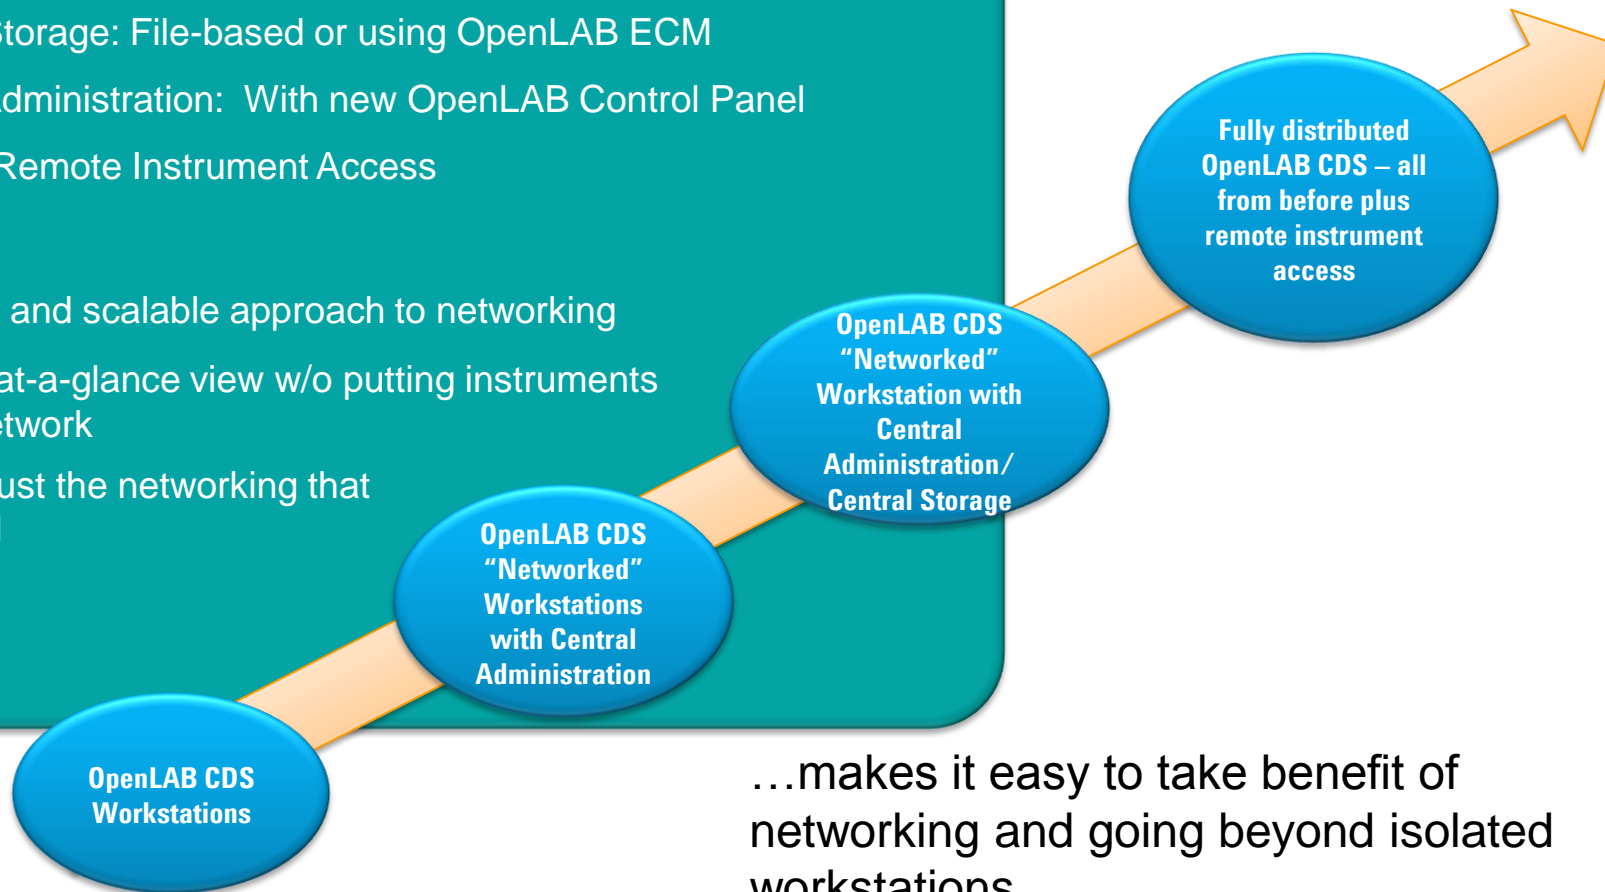 Storage: File-based or using OpenLAB ECM
dministration: With new OpenLAB Control Panel
Remote Instrument Access
and scalable approach to networking
at-a-glance view w/o putting instruments
etwork
ust the networking that
Fully distributed
OpenLAB CDS – all
from before plus
remote instrument
access
OpenLAB CDS
“Networked”
Workstation with
Central
Administration/
Central Storage
OpenLAB CDS
“Networked”
Workstations
with Central
Administration
OpenLAB CDS
Workstations
…makes it easy to take benefit of
networking and going beyond isolated
workstations